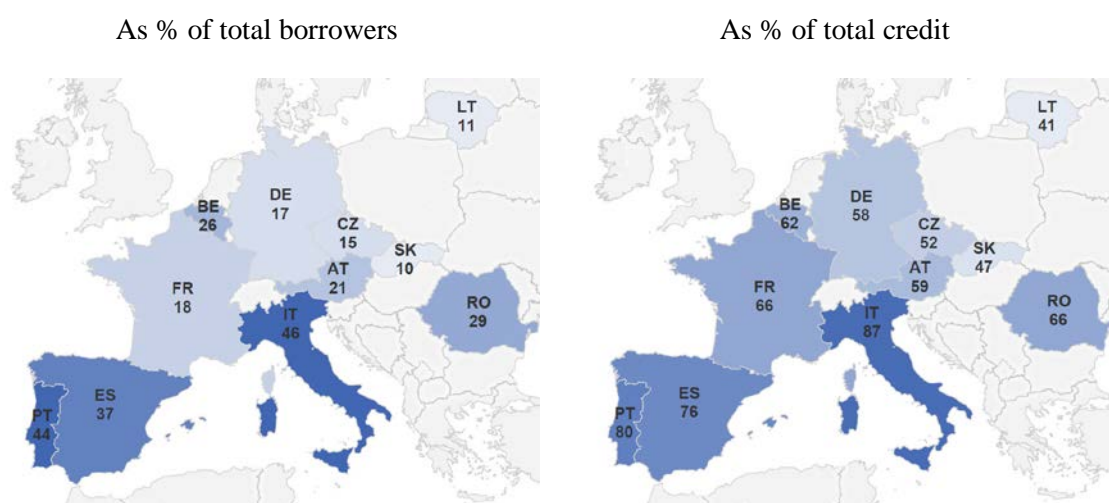 As % of total borrowers
As % of total credit
LT
11
DE
17
BE
26
CZ
15
SK
10
AT
21
FR
18
RO
29
IT
46
ES
37
PT
44
LT
41
DE
58
BE
62
CZ
52
SK
47
AT
59
FR
66
RO
66
IT
87
ES
76
PT
80